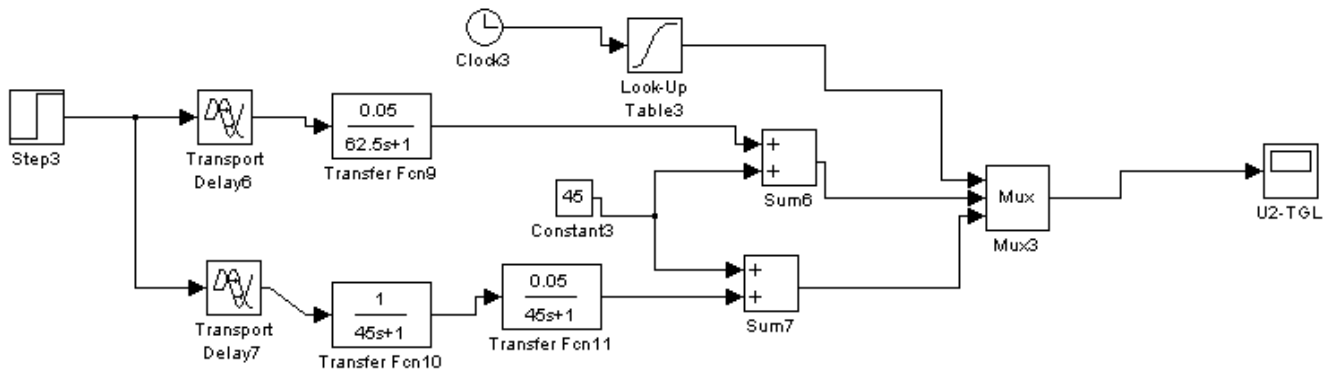 Clock3
Look-Up
Table3
Step3
Transport
Delay6
0.05
62.5s+1
Transfer Fcn9
+
+
Sum6
45
Constant3
Mux
Mux3
U2-TGL
Transport
Delay7
1
45s+1
Transfer Fcn10
0.05
45s+1
Transfer Fcn11
+
+
Sum7